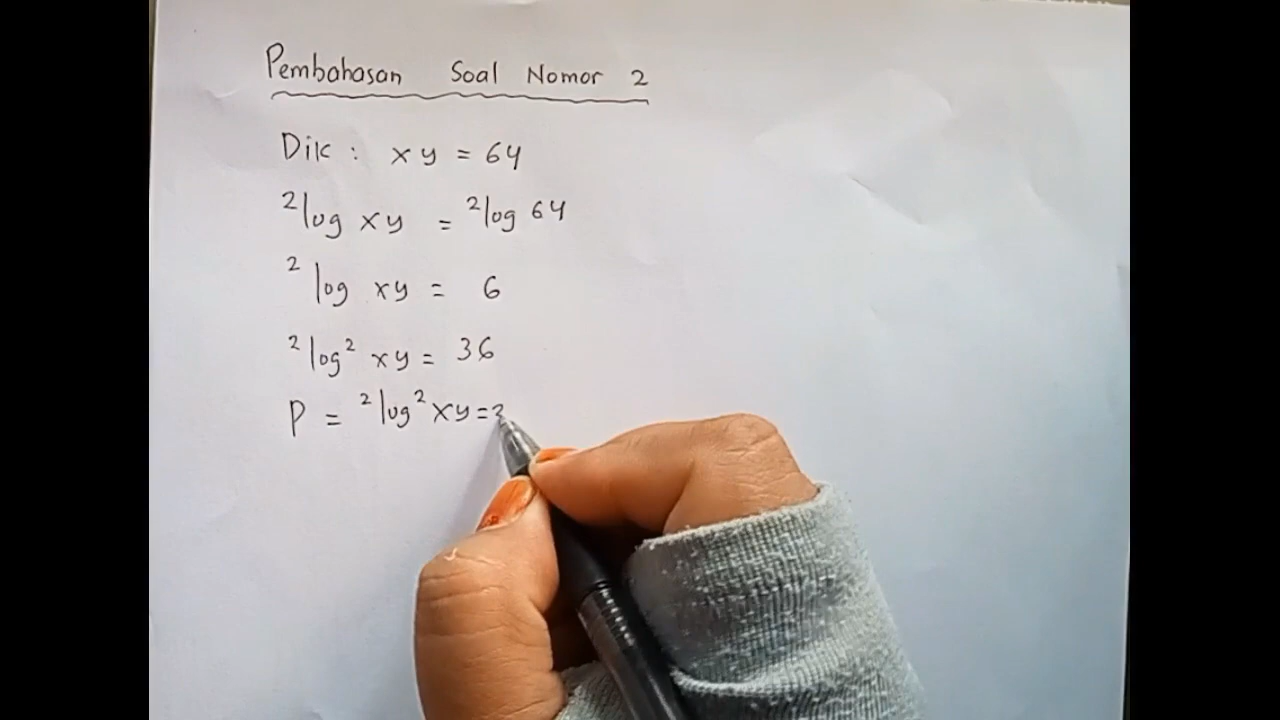 Pembahasan Soal Nomor 2
Dik : xy = 64
²log xy = ²log 64
²log xy = 6
²log² xy = 36
P = ²log² xy =